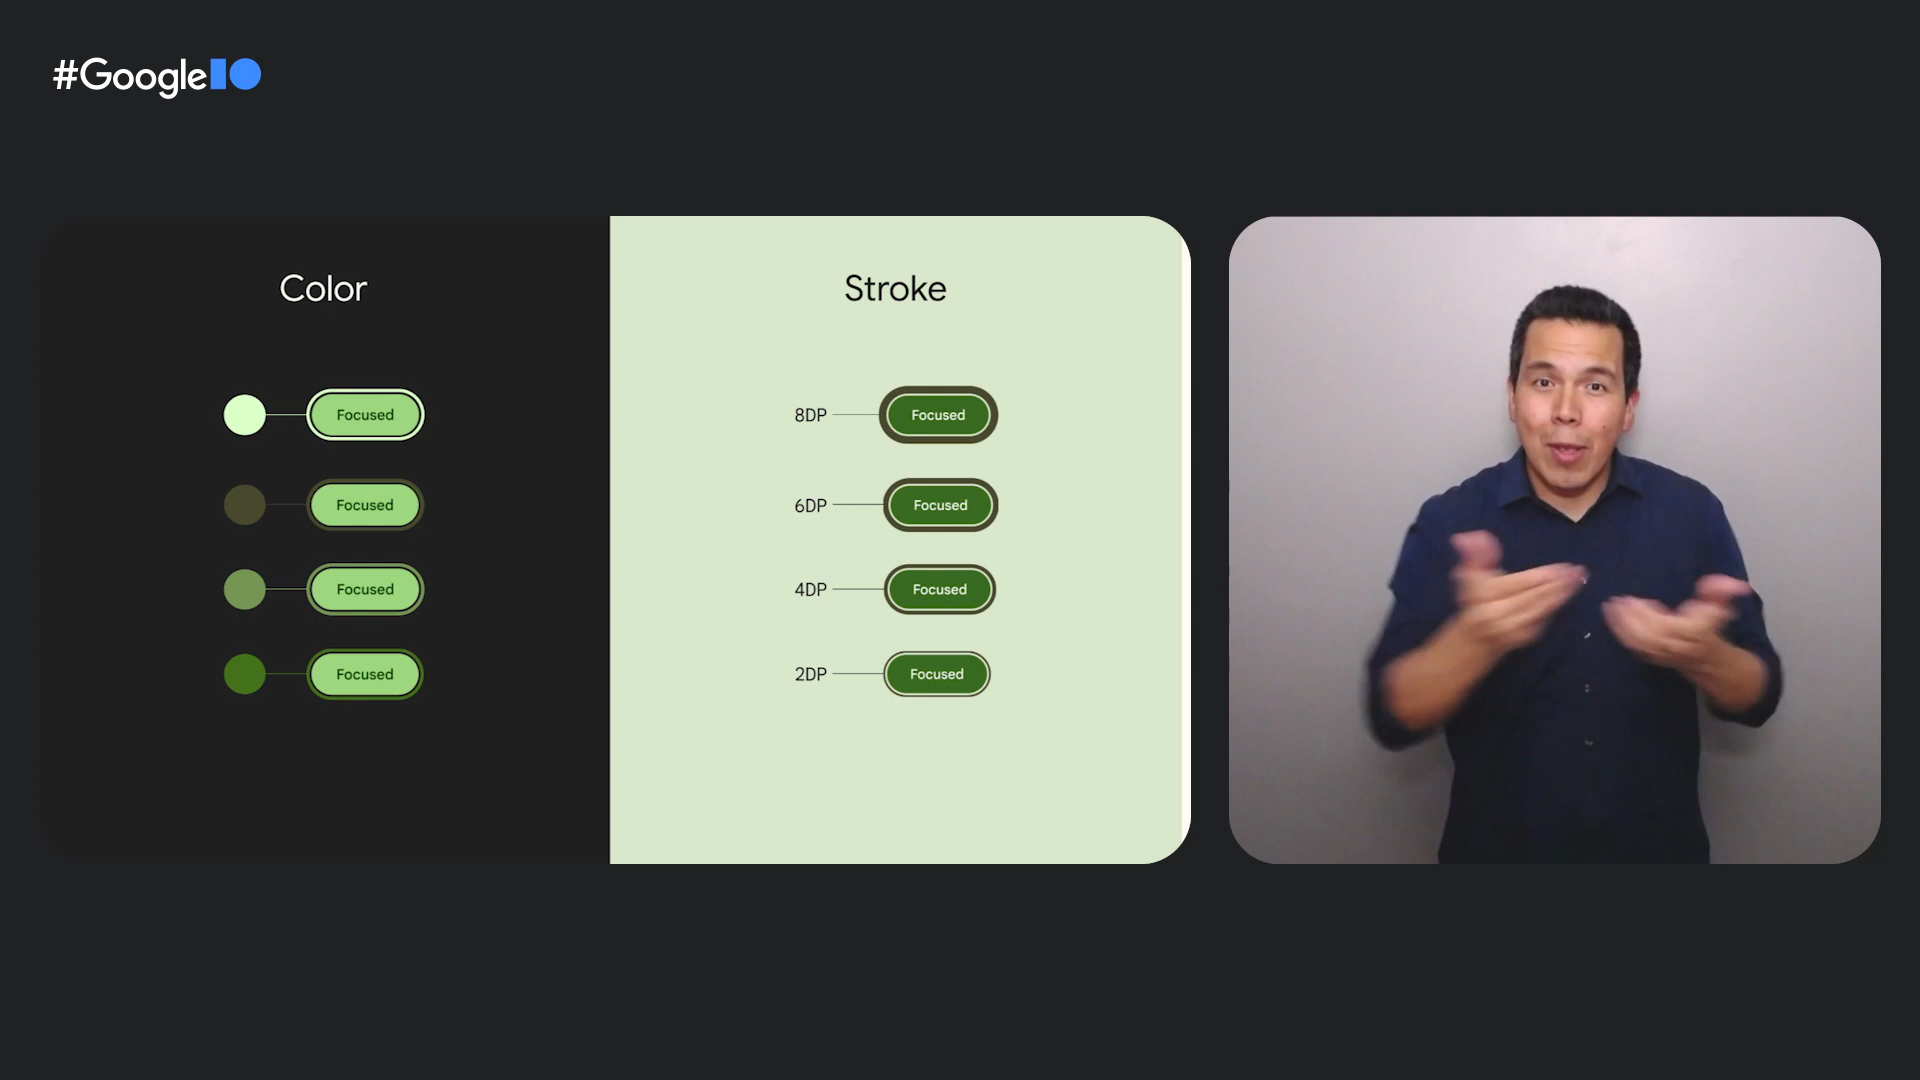 #GoogleIO
Color
Focused
Focused
Focused
Focused
Stroke
8DP Focused
6DP Focused
4DP Focused
2DP Focused